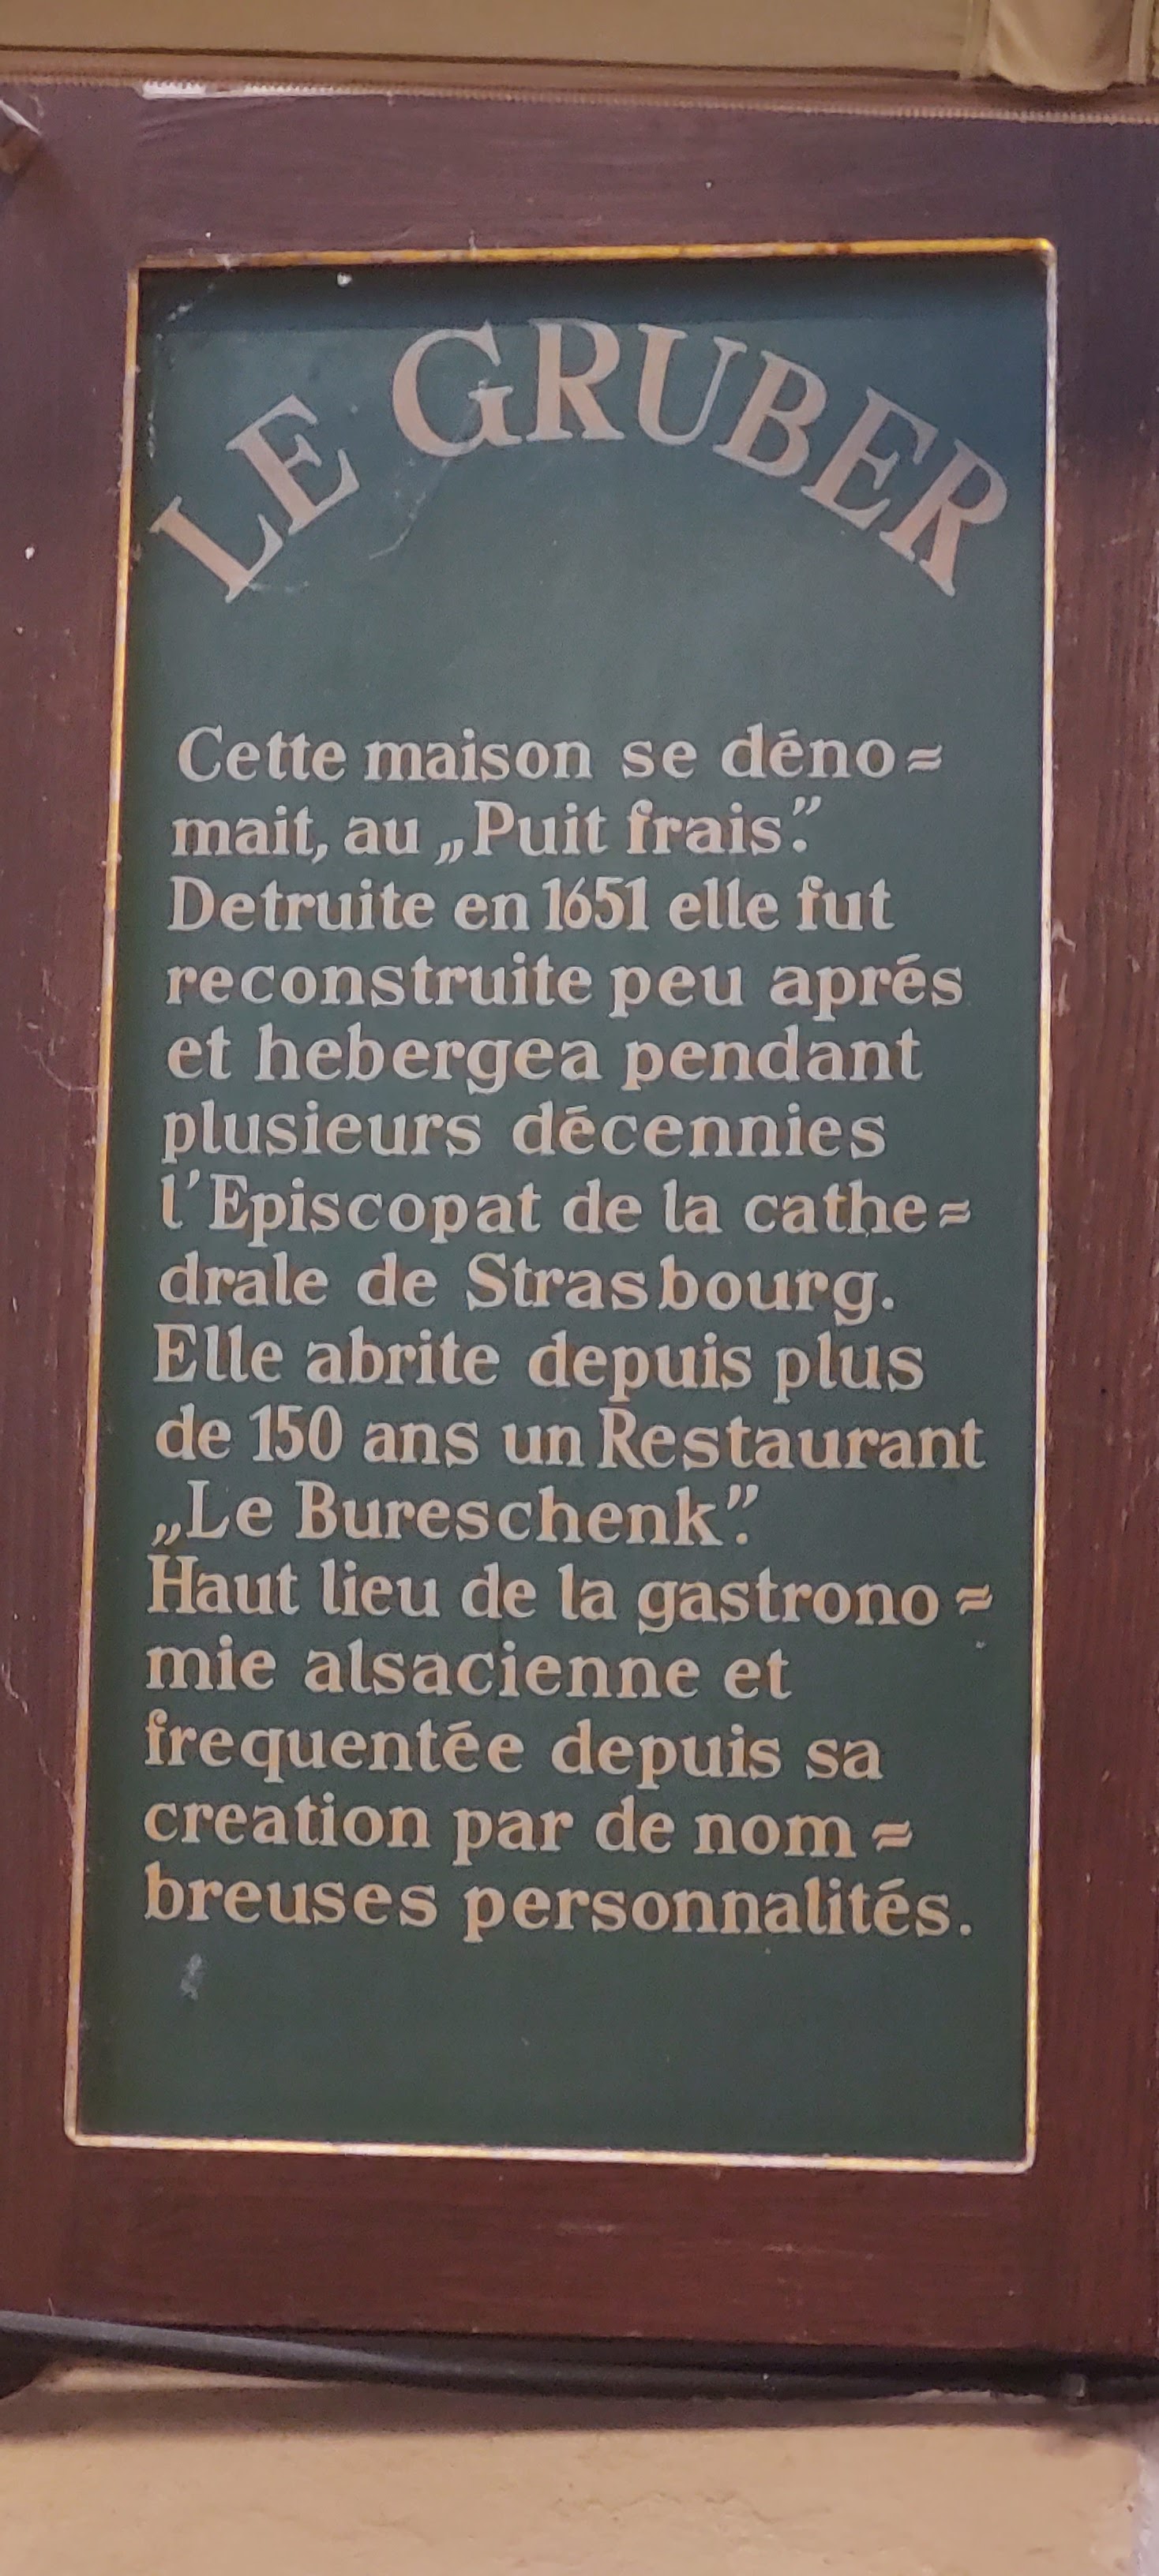 LE GRUBER
Cette maison se déno=
mait, au „Puit frais”.
Detruite en 1651 elle fut
reconstruite peu aprés
et hebergea pendant
plusieurs décennies
l'Episcopat de la cathe=
drale de Strasbourg.
Elle abrite depuis plus
de 150 ans un Restaurant
„Le Bureschenk”.
Haut lieu de la gastrono=
mie alsacienne et
frequentée depuis sa
creation par de nom=
breuses personnalités.